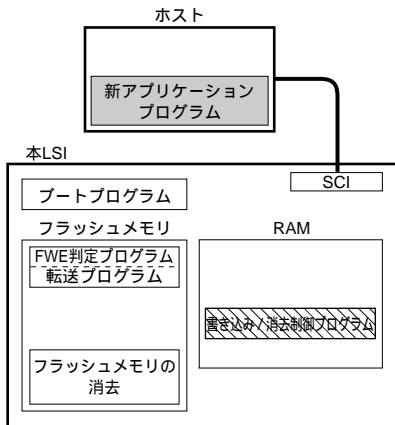 ホスト
新アプリケーション
プログラム
本LSI
SCI
ブートプログラム
フラッシュメモリ
RAM
FWE判定プログラム
転送プログラム
書き込み/消去制御プログラム
フラッシュメモリの
消去